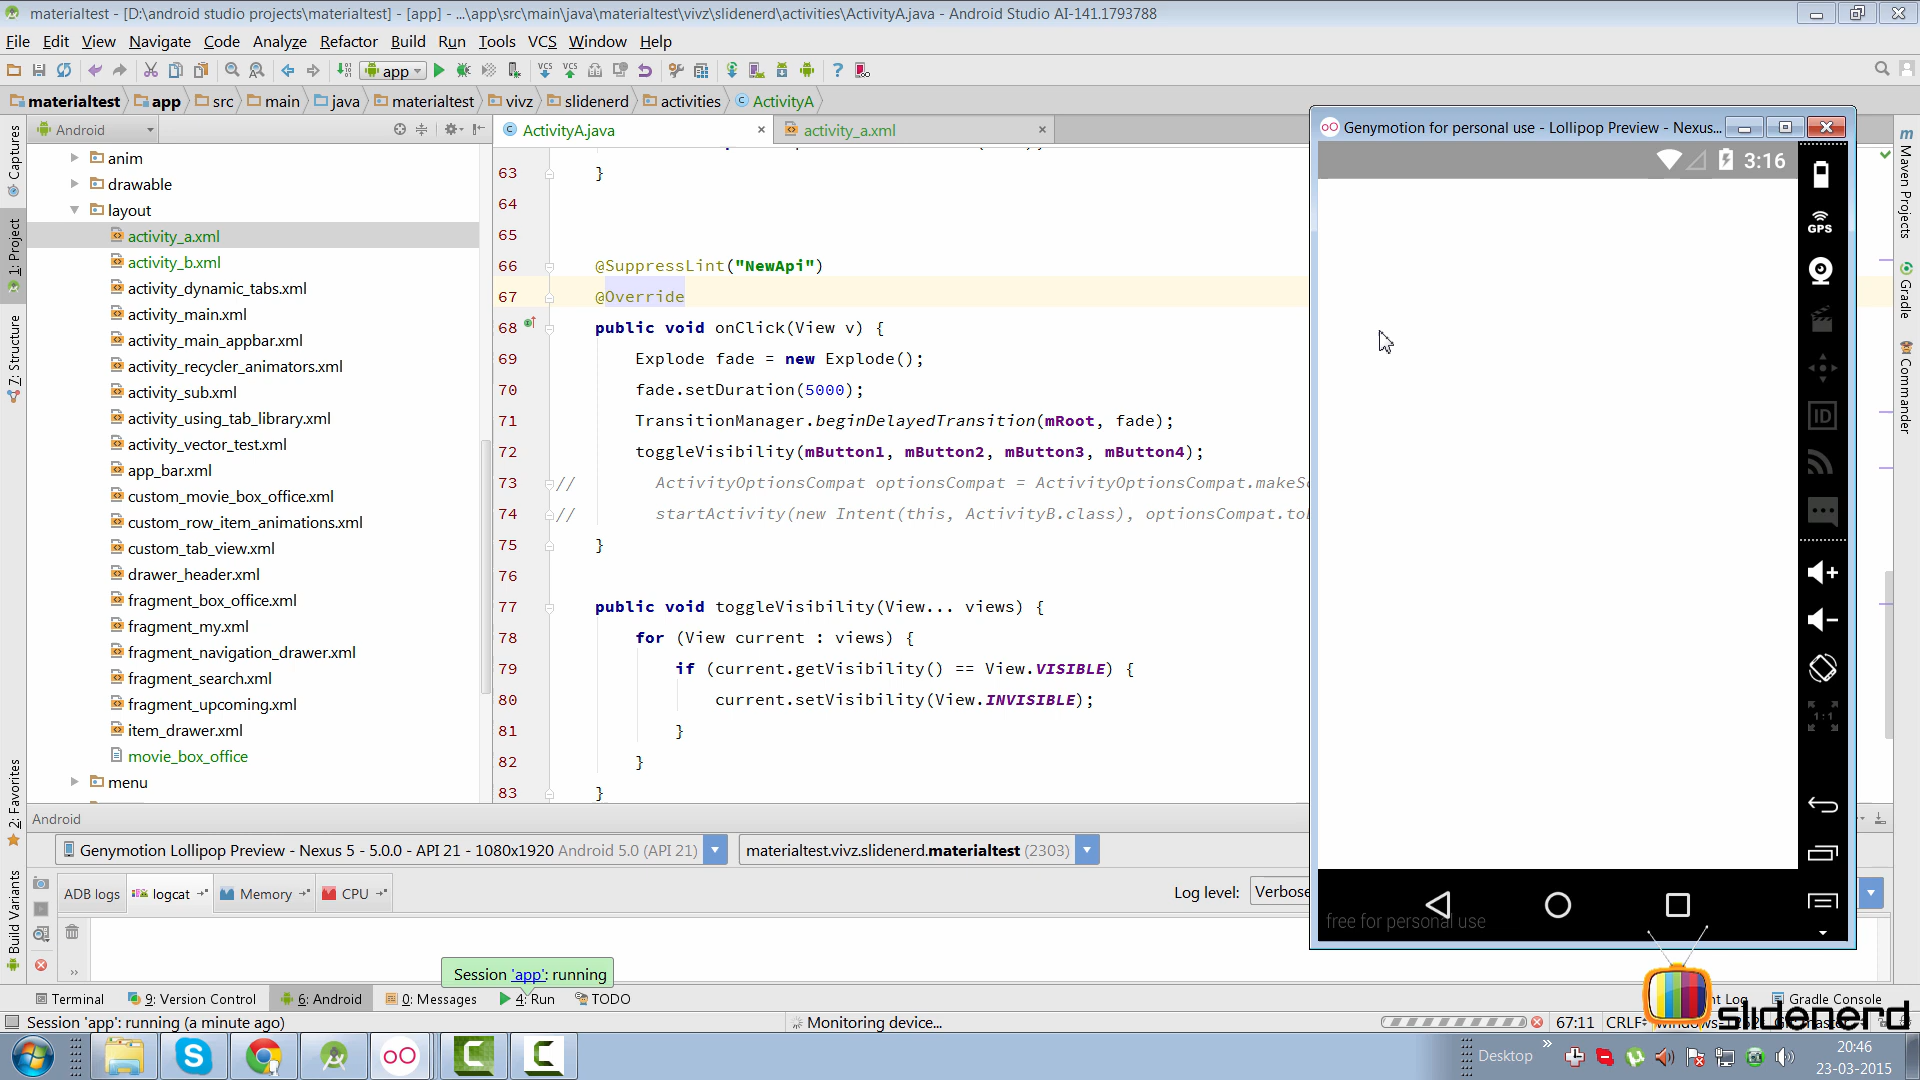 materialtest - [D:\android studio projects\materialtest] - [app] - ...\app\src\main\java\materialtest\vivz\slidenerd\activities\ActivityA.java - Android Studio AI-141.1793788
File Edit View Navigate Code Analyze Refactor Build Run Tools VCS Window Help
app
materialtest app src main java materialtest vivz slidenerd activities ActivityA
Android
ActivityA.java
activity_a.xml
Captures
1: Project
7: Structure
2: Favorites
Build Variants
anim
drawable
layout
activity_a.xml
activity_b.xml
activity_dynamic_tabs.xml
activity_main.xml
activity_main_appbar.xml
activity_recycler_animators.xml
activity_sub.xml
activity_using_tab_library.xml
activity_vector_test.xml
app_bar.xml
custom_movie_box_office.xml
custom_row_item_animations.xml
custom_tab_view.xml
drawer_header.xml
fragment_box_office.xml
fragment_my.xml
fragment_navigation_drawer.xml
fragment_search.xml
fragment_upcoming.xml
item_drawer.xml
movie_box_office
menu
63 }
64
65
66 @SuppressLint("NewApi")
67 @Override
68 public void onClick(View v) {
69 Explode fade = new Explode();
70 fade.setDuration(5000);
71 TransitionManager.beginDelayedTransition(mRoot, fade);
72 toggleVisibility(mButton1, mButton2, mButton3, mButton4);
73 // ActivityOptionsCompat optionsCompat = ActivityOptionsCompat.makeSc
74 // startActivity(new Intent(this, ActivityB.class), optionsCompat.toB
75 }
76
77 public void toggleVisibility(View... views) {
78 for (View current : views) {
79 if (current.getVisibility() == View.VISIBLE) {
80 current.setVisibility(View.INVISIBLE);
81 }
82 }
83 }
Genymotion for personal use - Lollipop Preview - Nexus...
3:16
GPS
ID
1:1
free for personal use
Maven Projects
Gradle
Commander
Android
Genymotion Lollipop Preview - Nexus 5 - 5.0.0 - API 21 - 1080x1920 Android 5.0 (API 21)
materialtest.vivz.slidenerd.materialtest (2303)
ADB logs logcat Memory CPU
Log level: Verbose
Session 'app': running
Terminal 9: Version Control 6: Android 0: Messages 4: Run TODO
Gradle Console
Session 'app': running (a minute ago)
Monitoring device...
67:11 CRLF
slidenerd
Desktop
20:46
23-03-2015